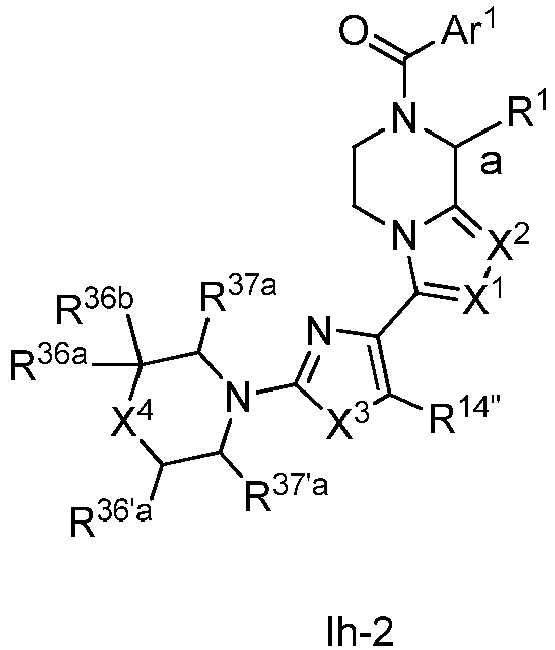 O Ar¹
N R¹
a
N X²
R³⁷ᵃ X¹
R³⁶ᵇ
R³⁶ᵃ N
N
X⁴ X³ R¹⁴''
R³⁷'ᵃ
R³⁶'ᵃ
Ih-2